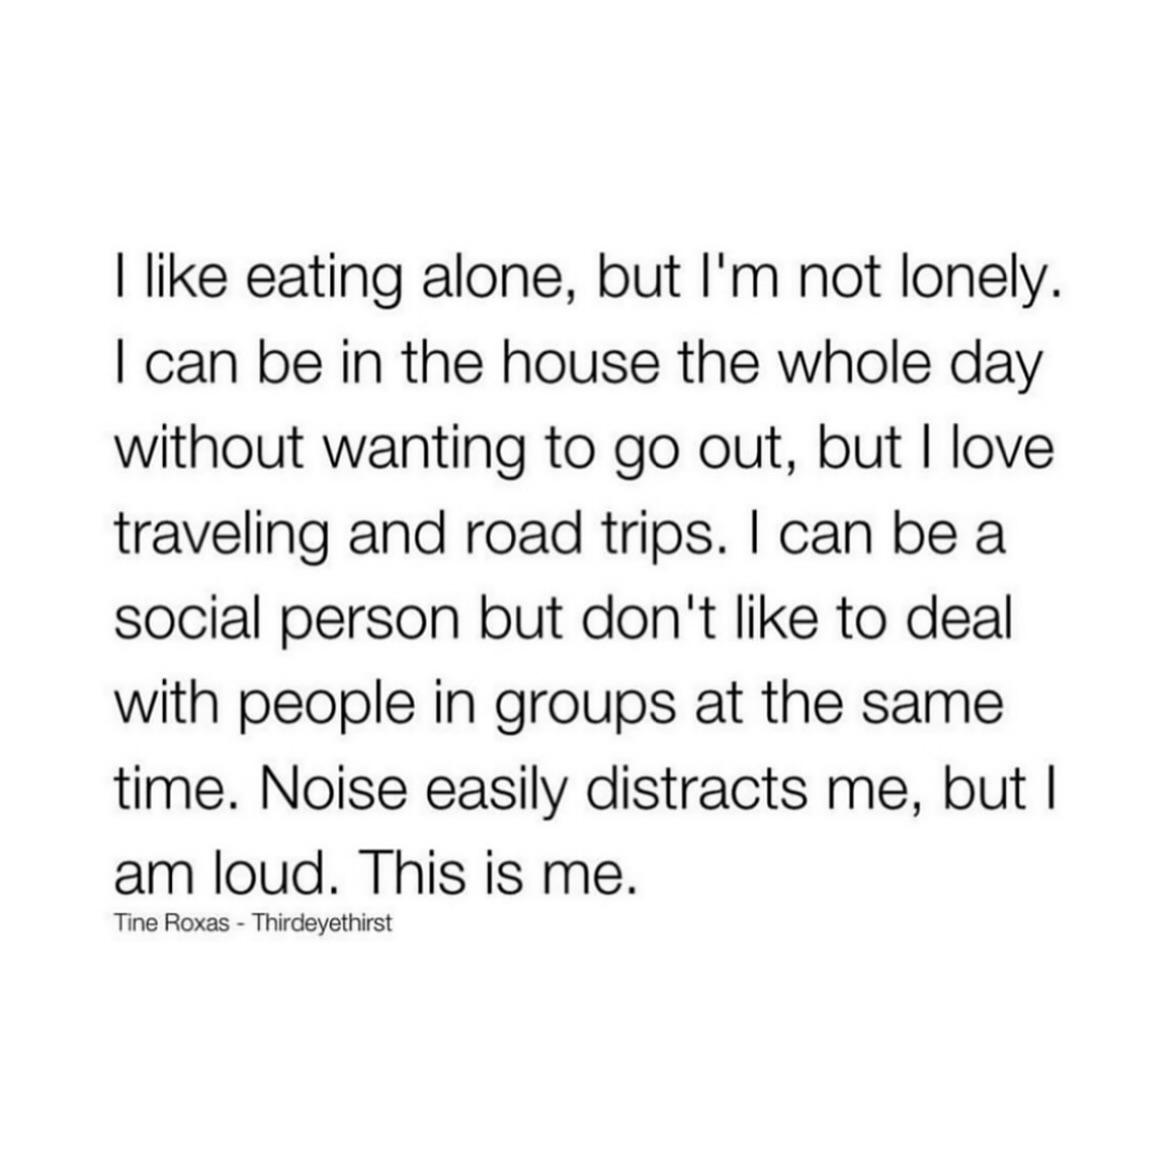 I like eating alone, but I'm not lonely.
I can be in the house the whole day
without wanting to go out, but I love
traveling and road trips. I can be a
social person but don't like to deal
with people in groups at the same
time. Noise easily distracts me, but I
am loud. This is me.
Tine Roxas - Thirdeyethirst